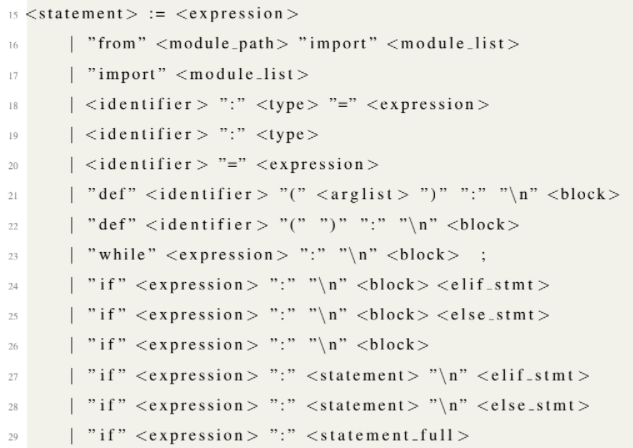 15 <statement> := <expression>
16 | ”from” <module_path> ”import” <module_list>
17 | ”import” <module_list>
18 | <identifier> ”:” <type> ”=” <expression>
19 | <identifier> ”:” <type>
20 | <identifier> ”=” <expression>
21 | ”def” <identifier> ”(” <arglist> ”)” ”:” ”\n” <block>
22 | ”def” <identifier> ”(” ”)” ”:” ”\n” <block>
23 | ”while” <expression> ”:” ”\n” <block> ;
24 | ”if” <expression> ”:” ”\n” <block> <elif_stmt>
25 | ”if” <expression> ”:” ”\n” <block> <else_stmt>
26 | ”if” <expression> ”:” ”\n” <block>
27 | ”if” <expression> ”:” <statement> ”\n” <elif_stmt>
28 | ”if” <expression> ”:” <statement> ”\n” <else_stmt>
29 | ”if” <expression> ”:” <statement_full>